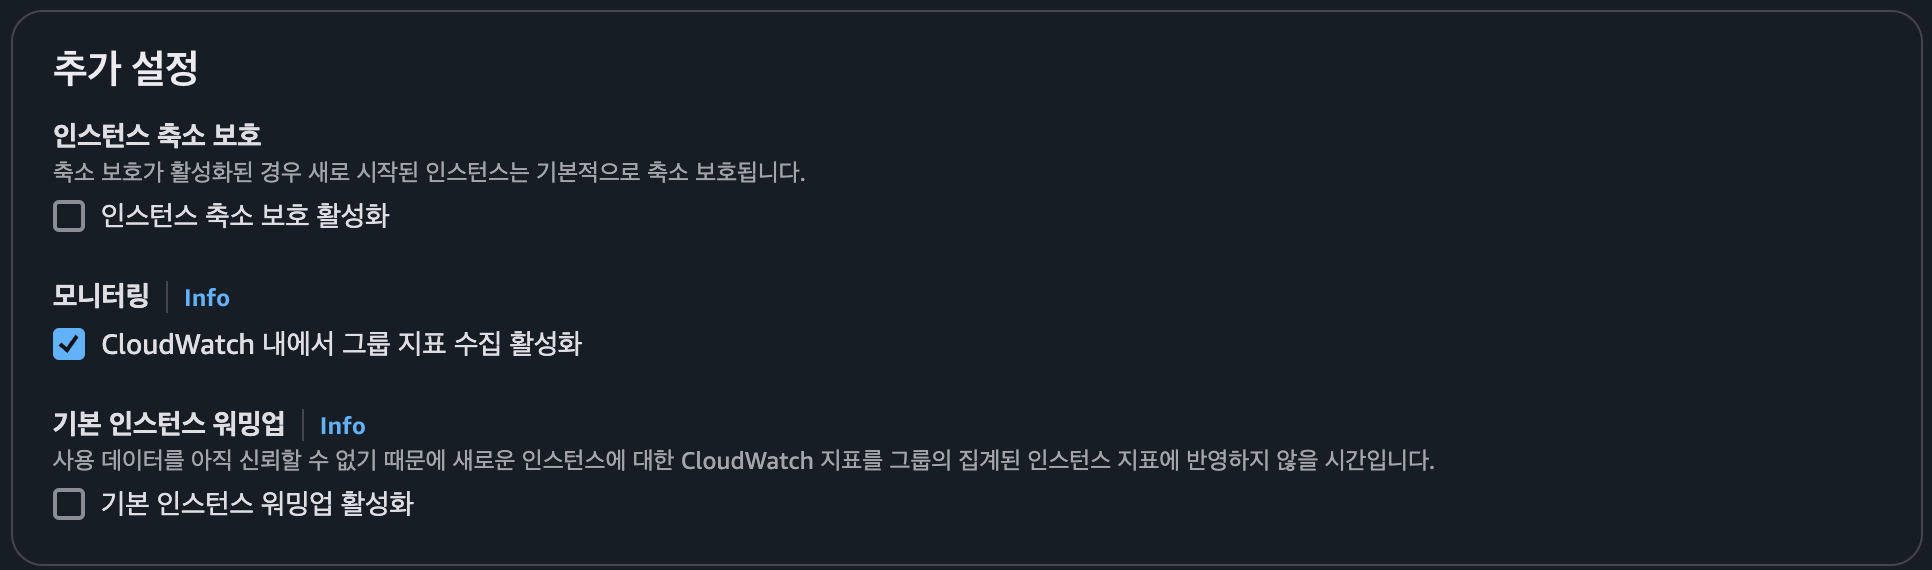 추가 설정
인스턴스 축소 보호
축소 보호가 활성화된 경우 새로 시작된 인스턴스는 기본적으로 축소 보호됩니다.
인스턴스 축소 보호 활성화
모니터링 Info
CloudWatch 내에서 그룹 지표 수집 활성화
기본 인스턴스 워밍업 Info
사용 데이터를 아직 신뢰할 수 없기 때문에 새로운 인스턴스에 대한 CloudWatch 지표를 그룹의 집계된 인스턴스 지표에 반영하지 않을 시간입니다.
기본 인스턴스 워밍업 활성화